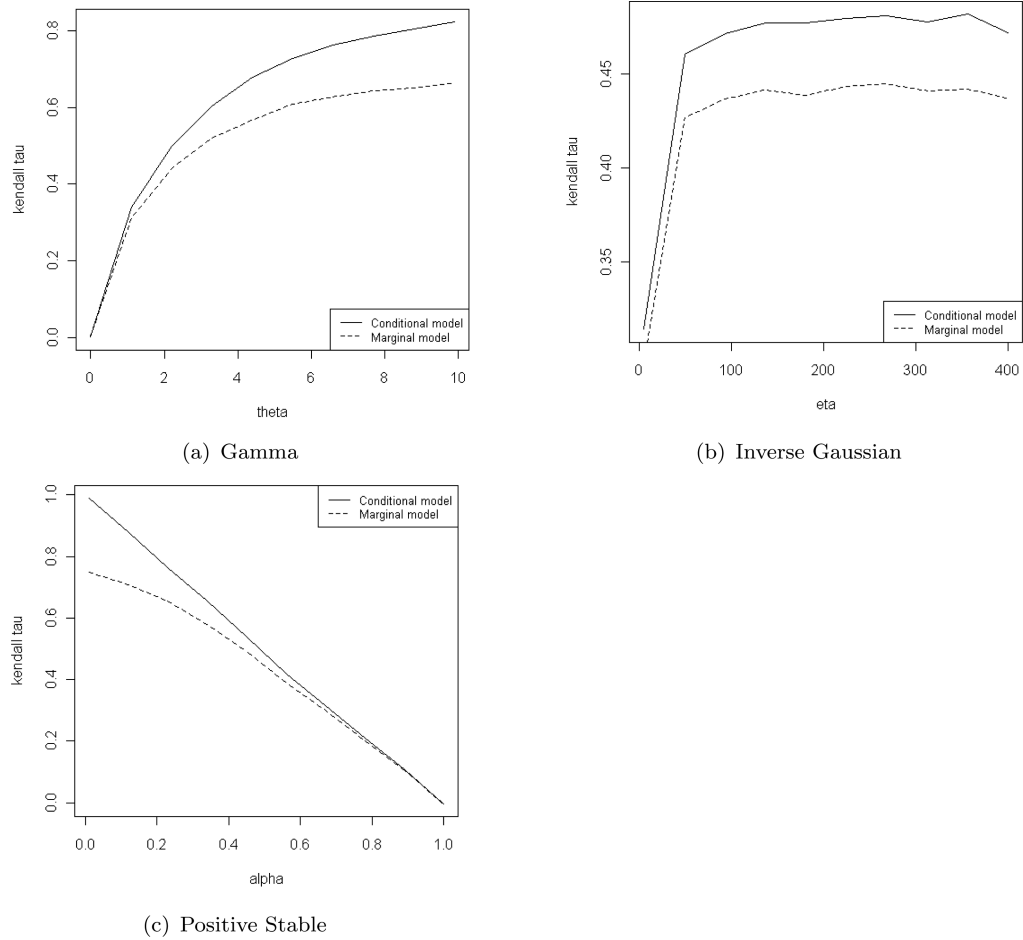 kendall tau
0.8
0.6
0.4
0.2
0.0
Conditional model
Marginal model
0 2 4 6 8 10
theta
(a) Gamma
kendall tau
0.45
0.40
0.35
Conditional model
Marginal model
0 100 200 300 400
eta
(b) Inverse Gaussian
kendall tau
1.0
0.8
0.6
0.4
0.2
0.0
Conditional model
Marginal model
0.0 0.2 0.4 0.6 0.8 1.0
alpha
(c) Positive Stable